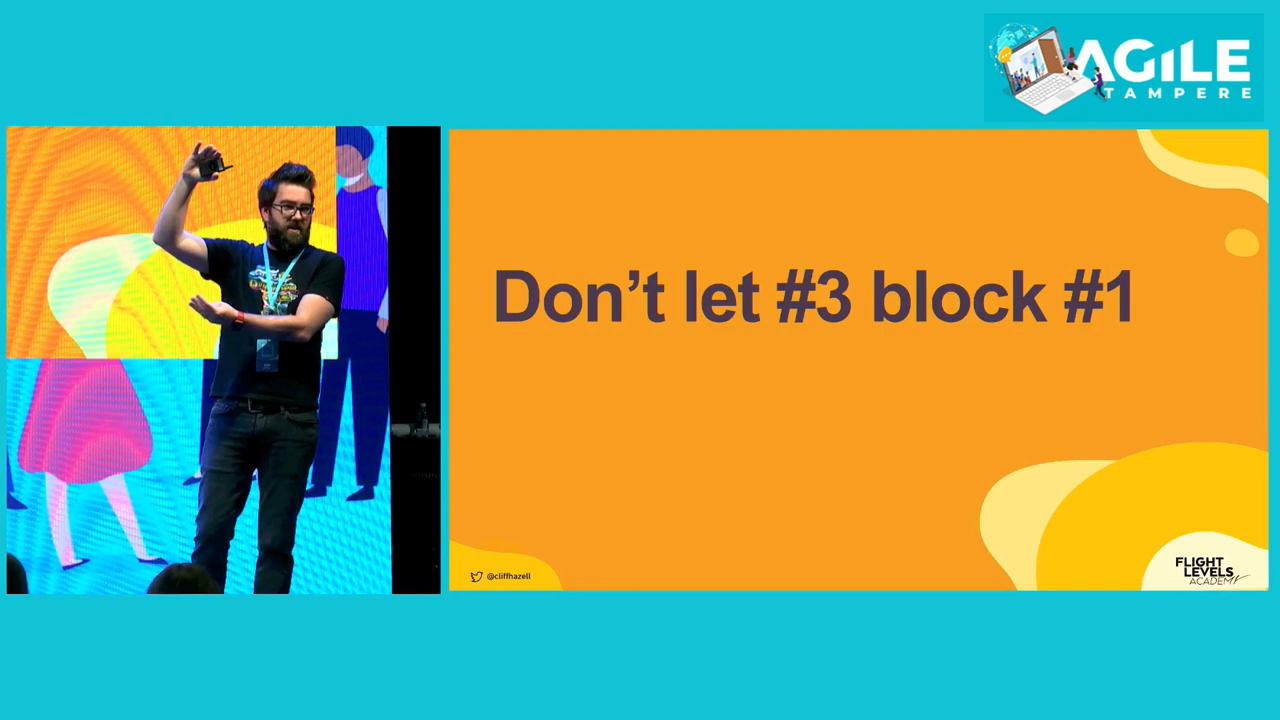 AGILE
TAMPERE
Don't let #3 block #1
@cliffhazell
FLIGHT
LEVELS
ACADEMY